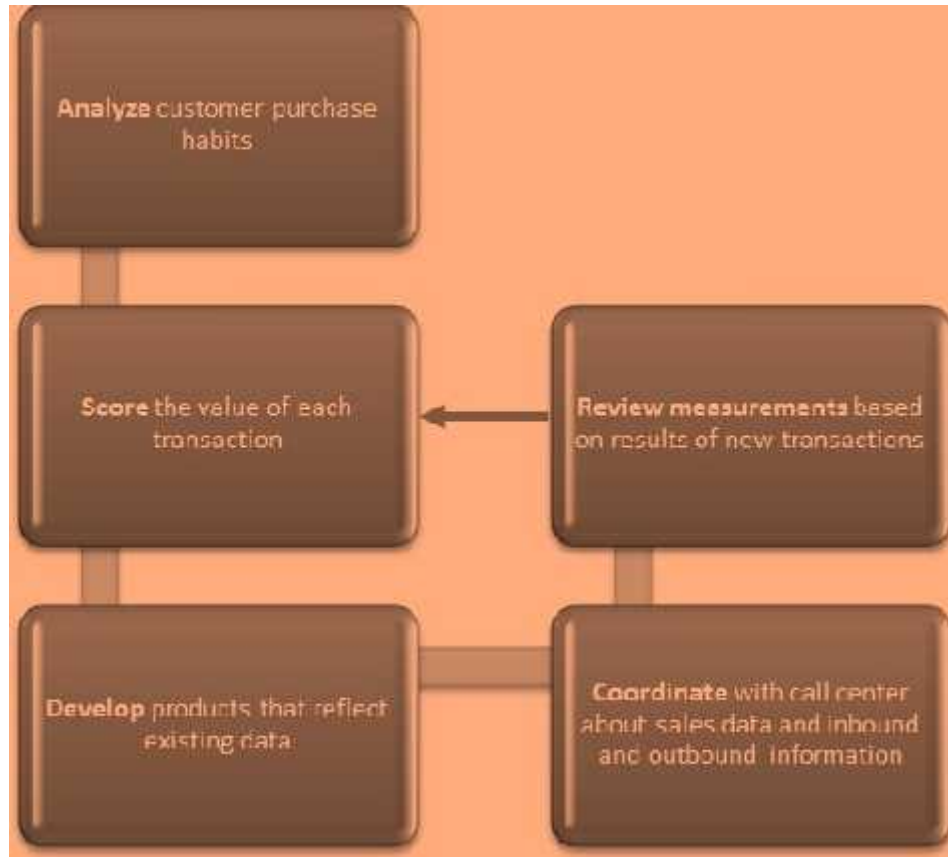 Analyze customer purchase
habits
Score the value of each
transaction
Develop products that reflect
existing data
Coordinate with call center
about sales data and inbound
and outbound information
Review measurements based
on results of new transactions